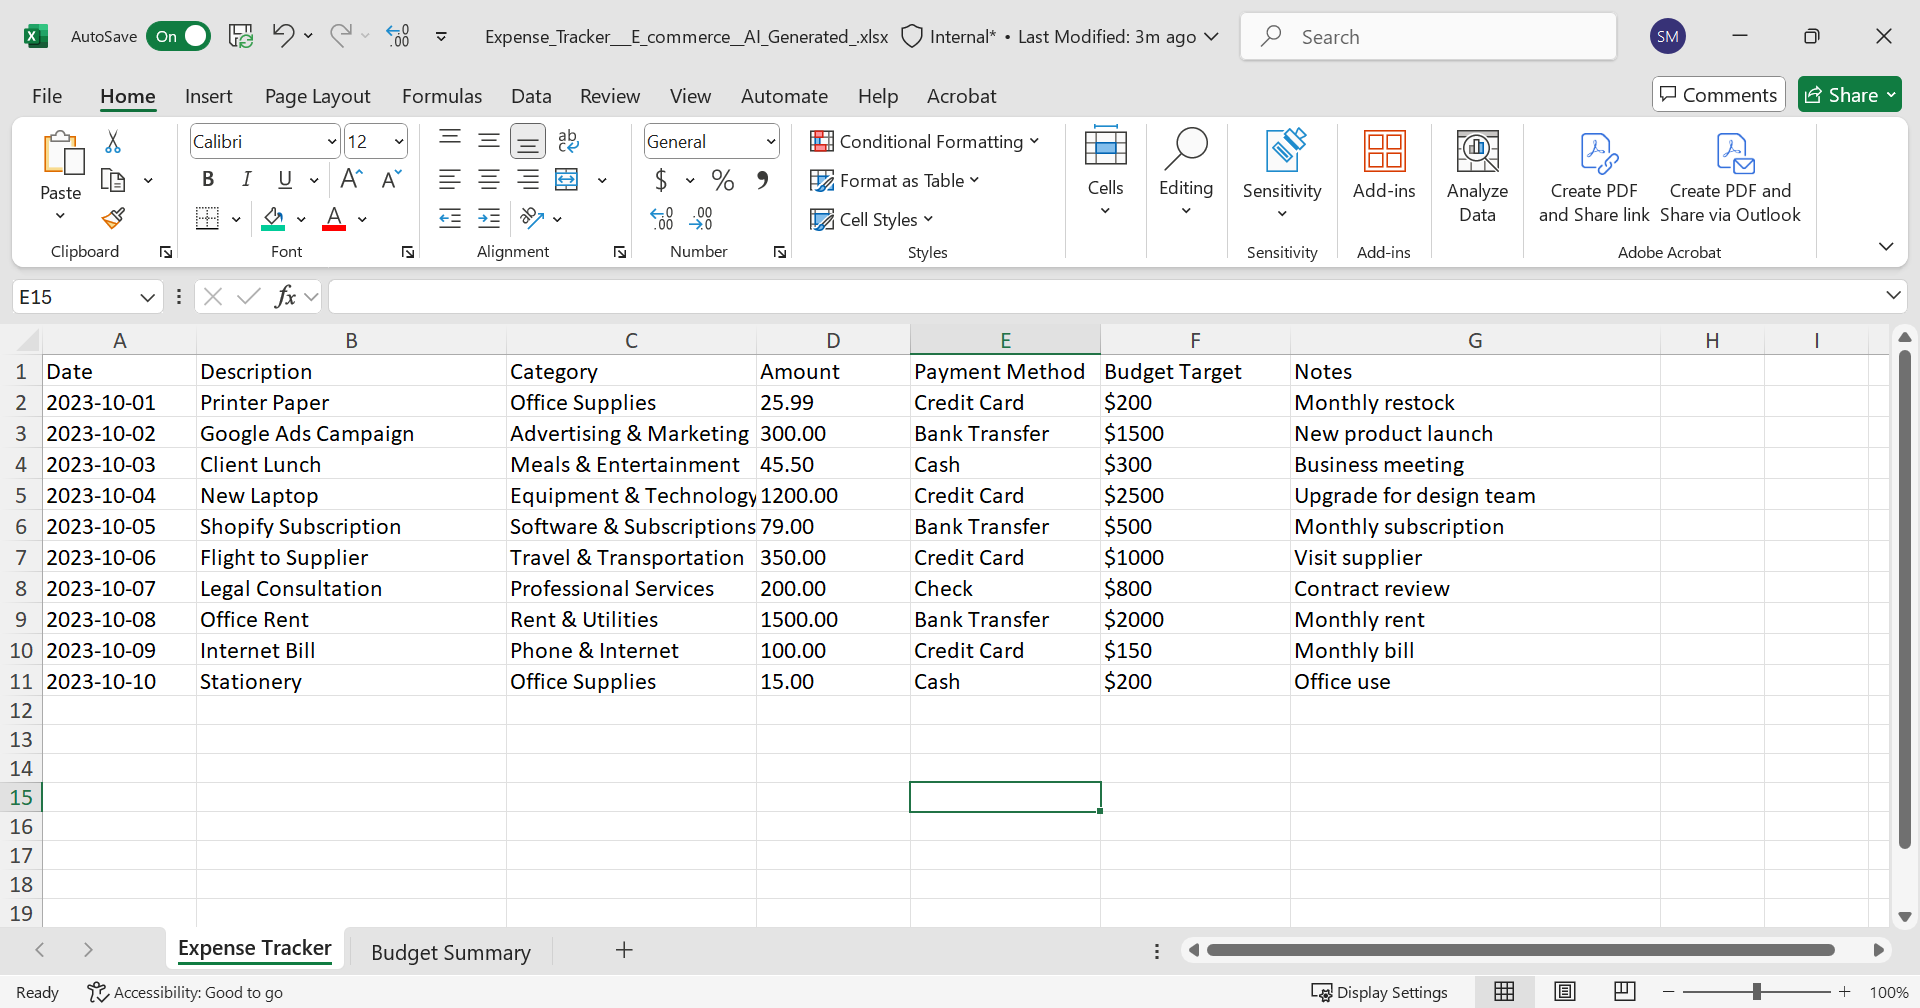 AutoSave On Expense_Tracker__E_commerce__AI_Generated_.xlsx Internal* • Last Modified: 3m ago Search SM
File Home Insert Page Layout Formulas Data Review View Automate Help Acrobat Comments Share
Paste
Clipboard
Calibri 12
B I U A A
A
Font
ab
Alignment
General
$ % ,
.00 .00
Number
Conditional Formatting
Format as Table
Cell Styles
Styles
Cells
Editing
Sensitivity
Sensitivity
Add-ins
Add-ins
Analyze
Data
Create PDF
and Share link
Create PDF and
Share via Outlook
Adobe Acrobat
E15 fx
A B C D E F G H I
1 Date Description Category Amount Payment Method Budget Target Notes
2 2023-10-01 Printer Paper Office Supplies 25.99 Credit Card $200 Monthly restock
3 2023-10-02 Google Ads Campaign Advertising & Marketing 300.00 Bank Transfer $1500 New product launch
4 2023-10-03 Client Lunch Meals & Entertainment 45.50 Cash $300 Business meeting
5 2023-10-04 New Laptop Equipment & Technology 1200.00 Credit Card $2500 Upgrade for design team
6 2023-10-05 Shopify Subscription Software & Subscriptions 79.00 Bank Transfer $500 Monthly subscription
7 2023-10-06 Flight to Supplier Travel & Transportation 350.00 Credit Card $1000 Visit supplier
8 2023-10-07 Legal Consultation Professional Services 200.00 Check $800 Contract review
9 2023-10-08 Office Rent Rent & Utilities 1500.00 Bank Transfer $2000 Monthly rent
10 2023-10-09 Internet Bill Phone & Internet 100.00 Credit Card $150 Monthly bill
11 2023-10-10 Stationery Office Supplies 15.00 Cash $200 Office use
12
13
14
15
16
17
18
19
Expense Tracker Budget Summary +
Ready Accessibility: Good to go Display Settings 100%